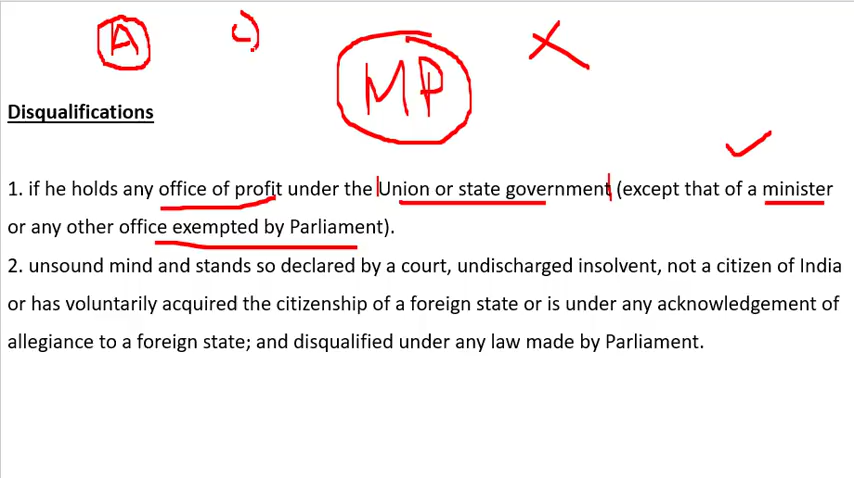 A
MP
Disqualifications
1. if he holds any office of profit under the Union or state government (except that of a minister
or any other office exempted by Parliament).
2. unsound mind and stands so declared by a court, undischarged insolvent, not a citizen of India
or has voluntarily acquired the citizenship of a foreign state or is under any acknowledgement of
allegiance to a foreign state; and disqualified under any law made by Parliament.